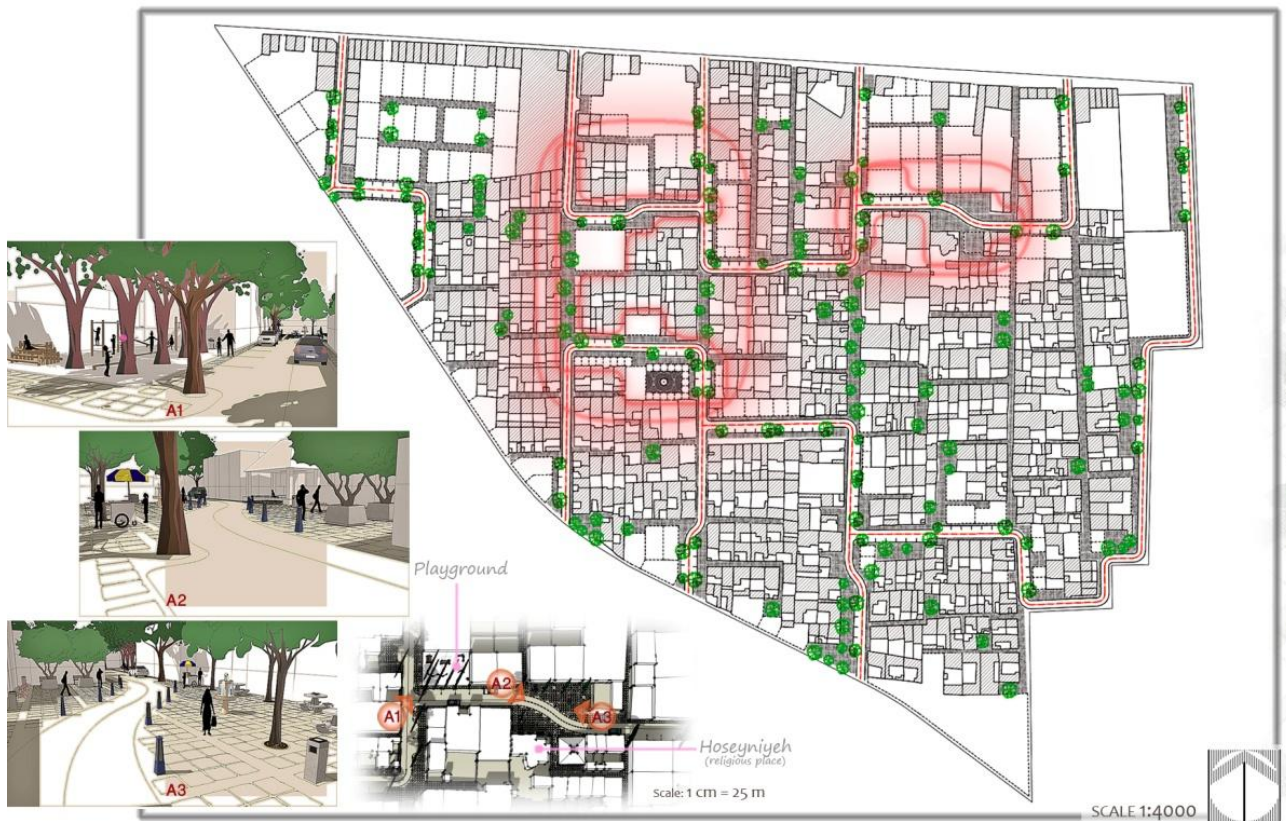 A1
A2
A3
Playground
A1
A2
A3
Hoseyniyeh
(religious place)
Scale: 1 cm = 25 m
SCALE 1:4000